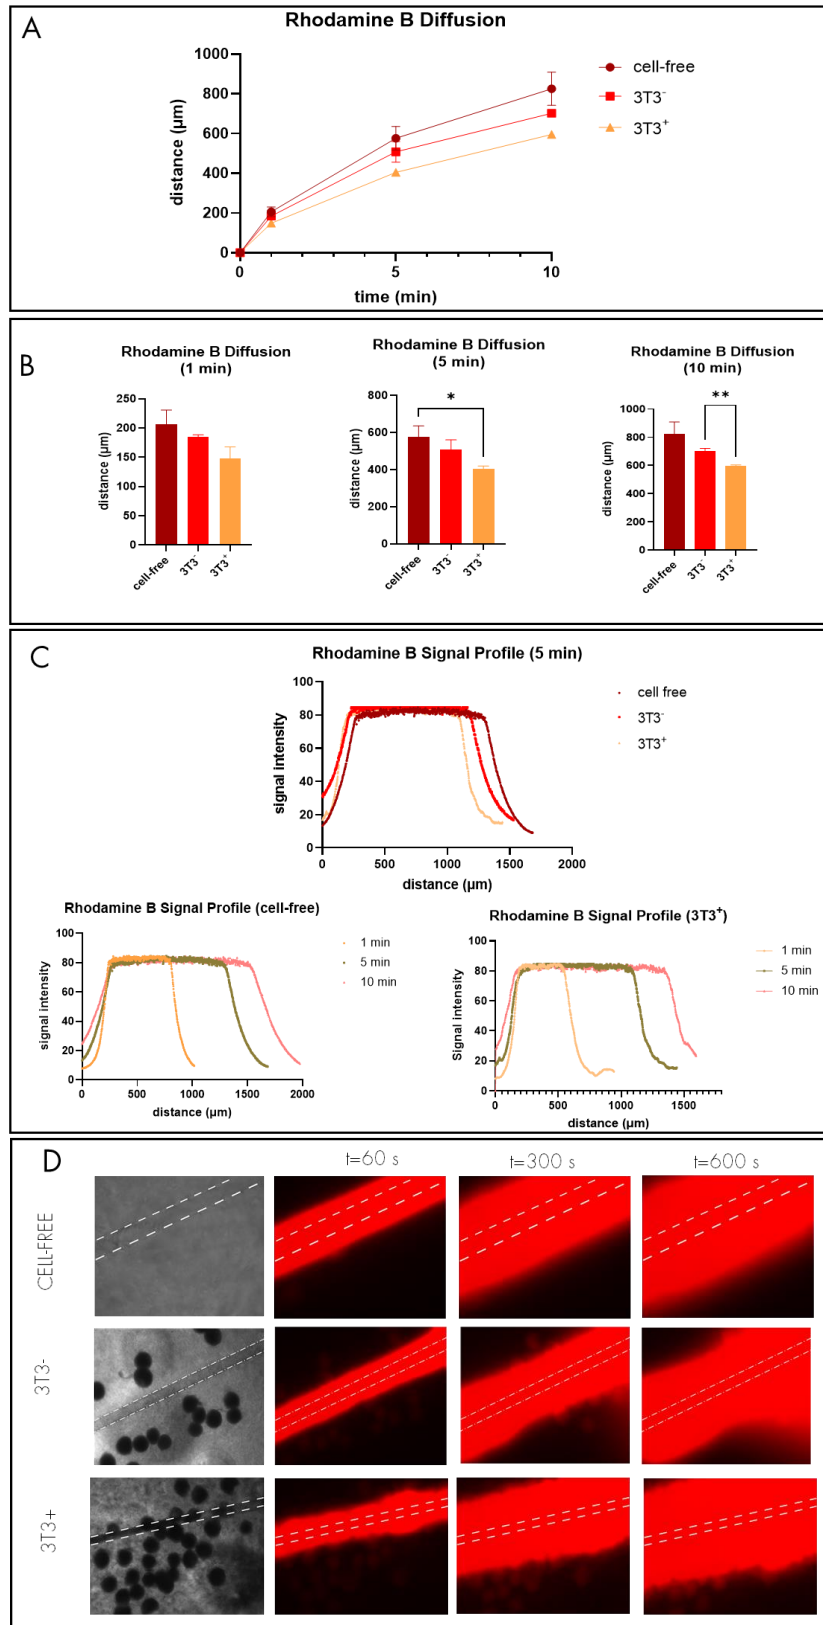 A
Rhodamine B Diffusion
1000
800
600
400
200
0
distance (µm)
0 5 10
time (min)
cell-free
3T3⁻
3T3⁺
B
Rhodamine B Diffusion
(1 min)
250
200
150
100
50
0
distance (µm)
cell-free 3T3⁻ 3T3⁺
Rhodamine B Diffusion
(5 min)
*
800
600
400
200
0
distance (µm)
cell-free 3T3⁻ 3T3⁺
Rhodamine B Diffusion
(10 min)
**
1000
800
600
400
200
0
distance (µm)
cell-free 3T3⁻ 3T3⁺
C
Rhodamine B Signal Profile (5 min)
100
80
60
40
20
0
signal intensity
0 500 1000 1500 2000
distance (µm)
cell free
3T3⁻
3T3⁺
Rhodamine B Signal Profile (cell-free)
100
80
60
40
20
0
signal intensity
0 500 1000 1500 2000
distance (µm)
1 min
5 min
10 min
Rhodamine B Signal Profile (3T3⁺)
100
80
60
40
20
0
Signal intensity
0 500 1000 1500
distance (µm)
1 min
5 min
10 min
D
t=60 s
t=300 s
t=600 s
CELL-FREE
3T3-
3T3+